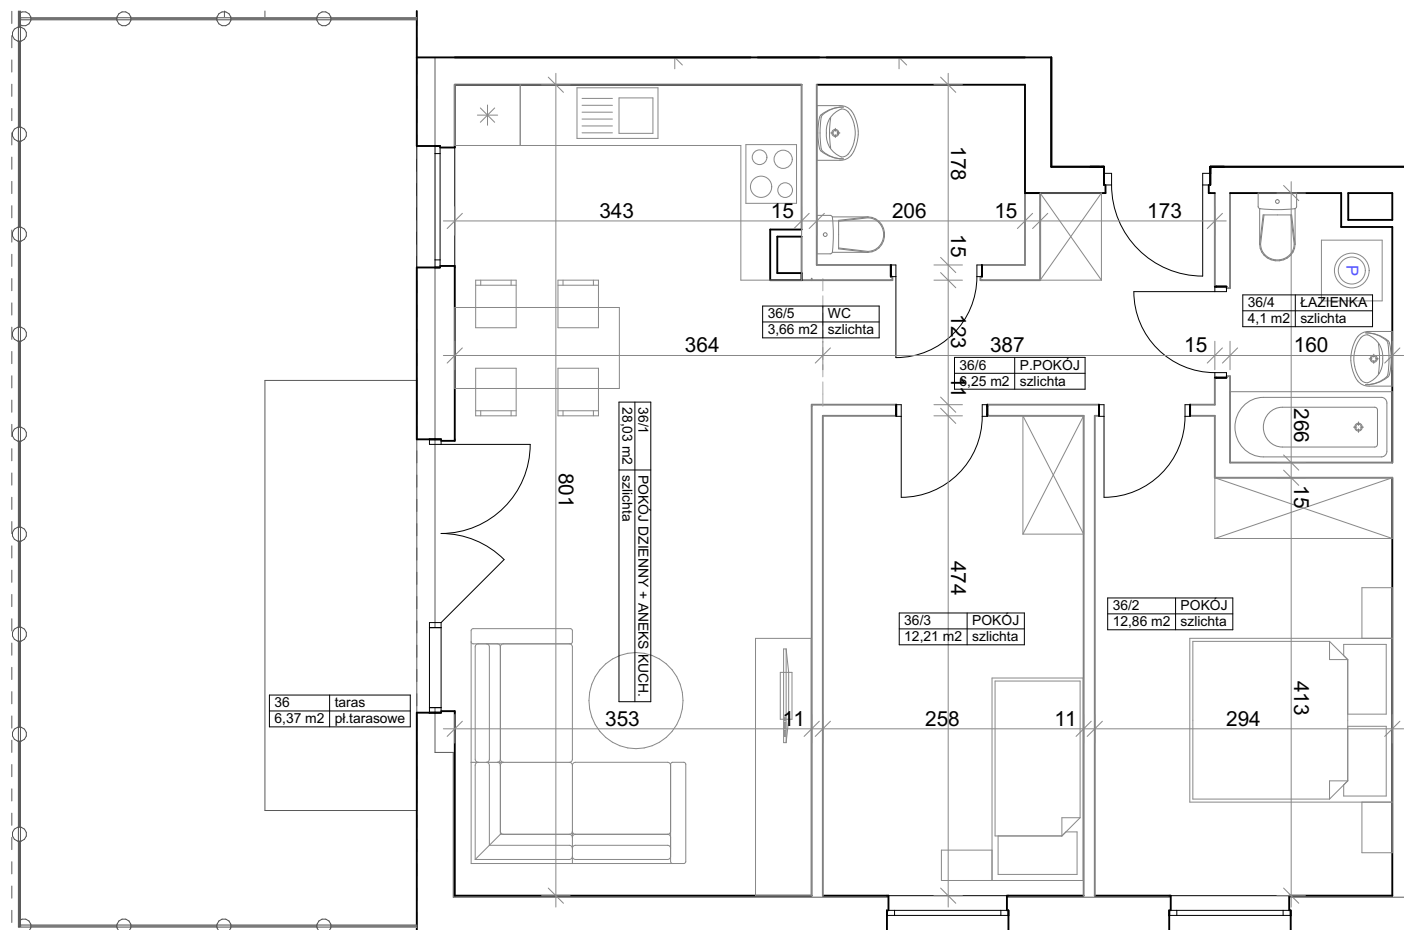 178
343
15
206
15
173
15
P
36/4 ŁAZIENKA
4,1 m2 szlichta
36/5 WC
3,66 m2 szlichta
123
364
387
15
160
36/6 P.POKÓJ
6,25 m2 szlichta
11
266
36/1 POKÓJ DZIENNY + ANEKS KUCH.
28,03 m2 szlichta
801
15
474
36/2 POKÓJ
12,86 m2 szlichta
36/3 POKÓJ
12,21 m2 szlichta
413
36 taras
6,37 m2 pł.tarasowe
353
11
258
11
294